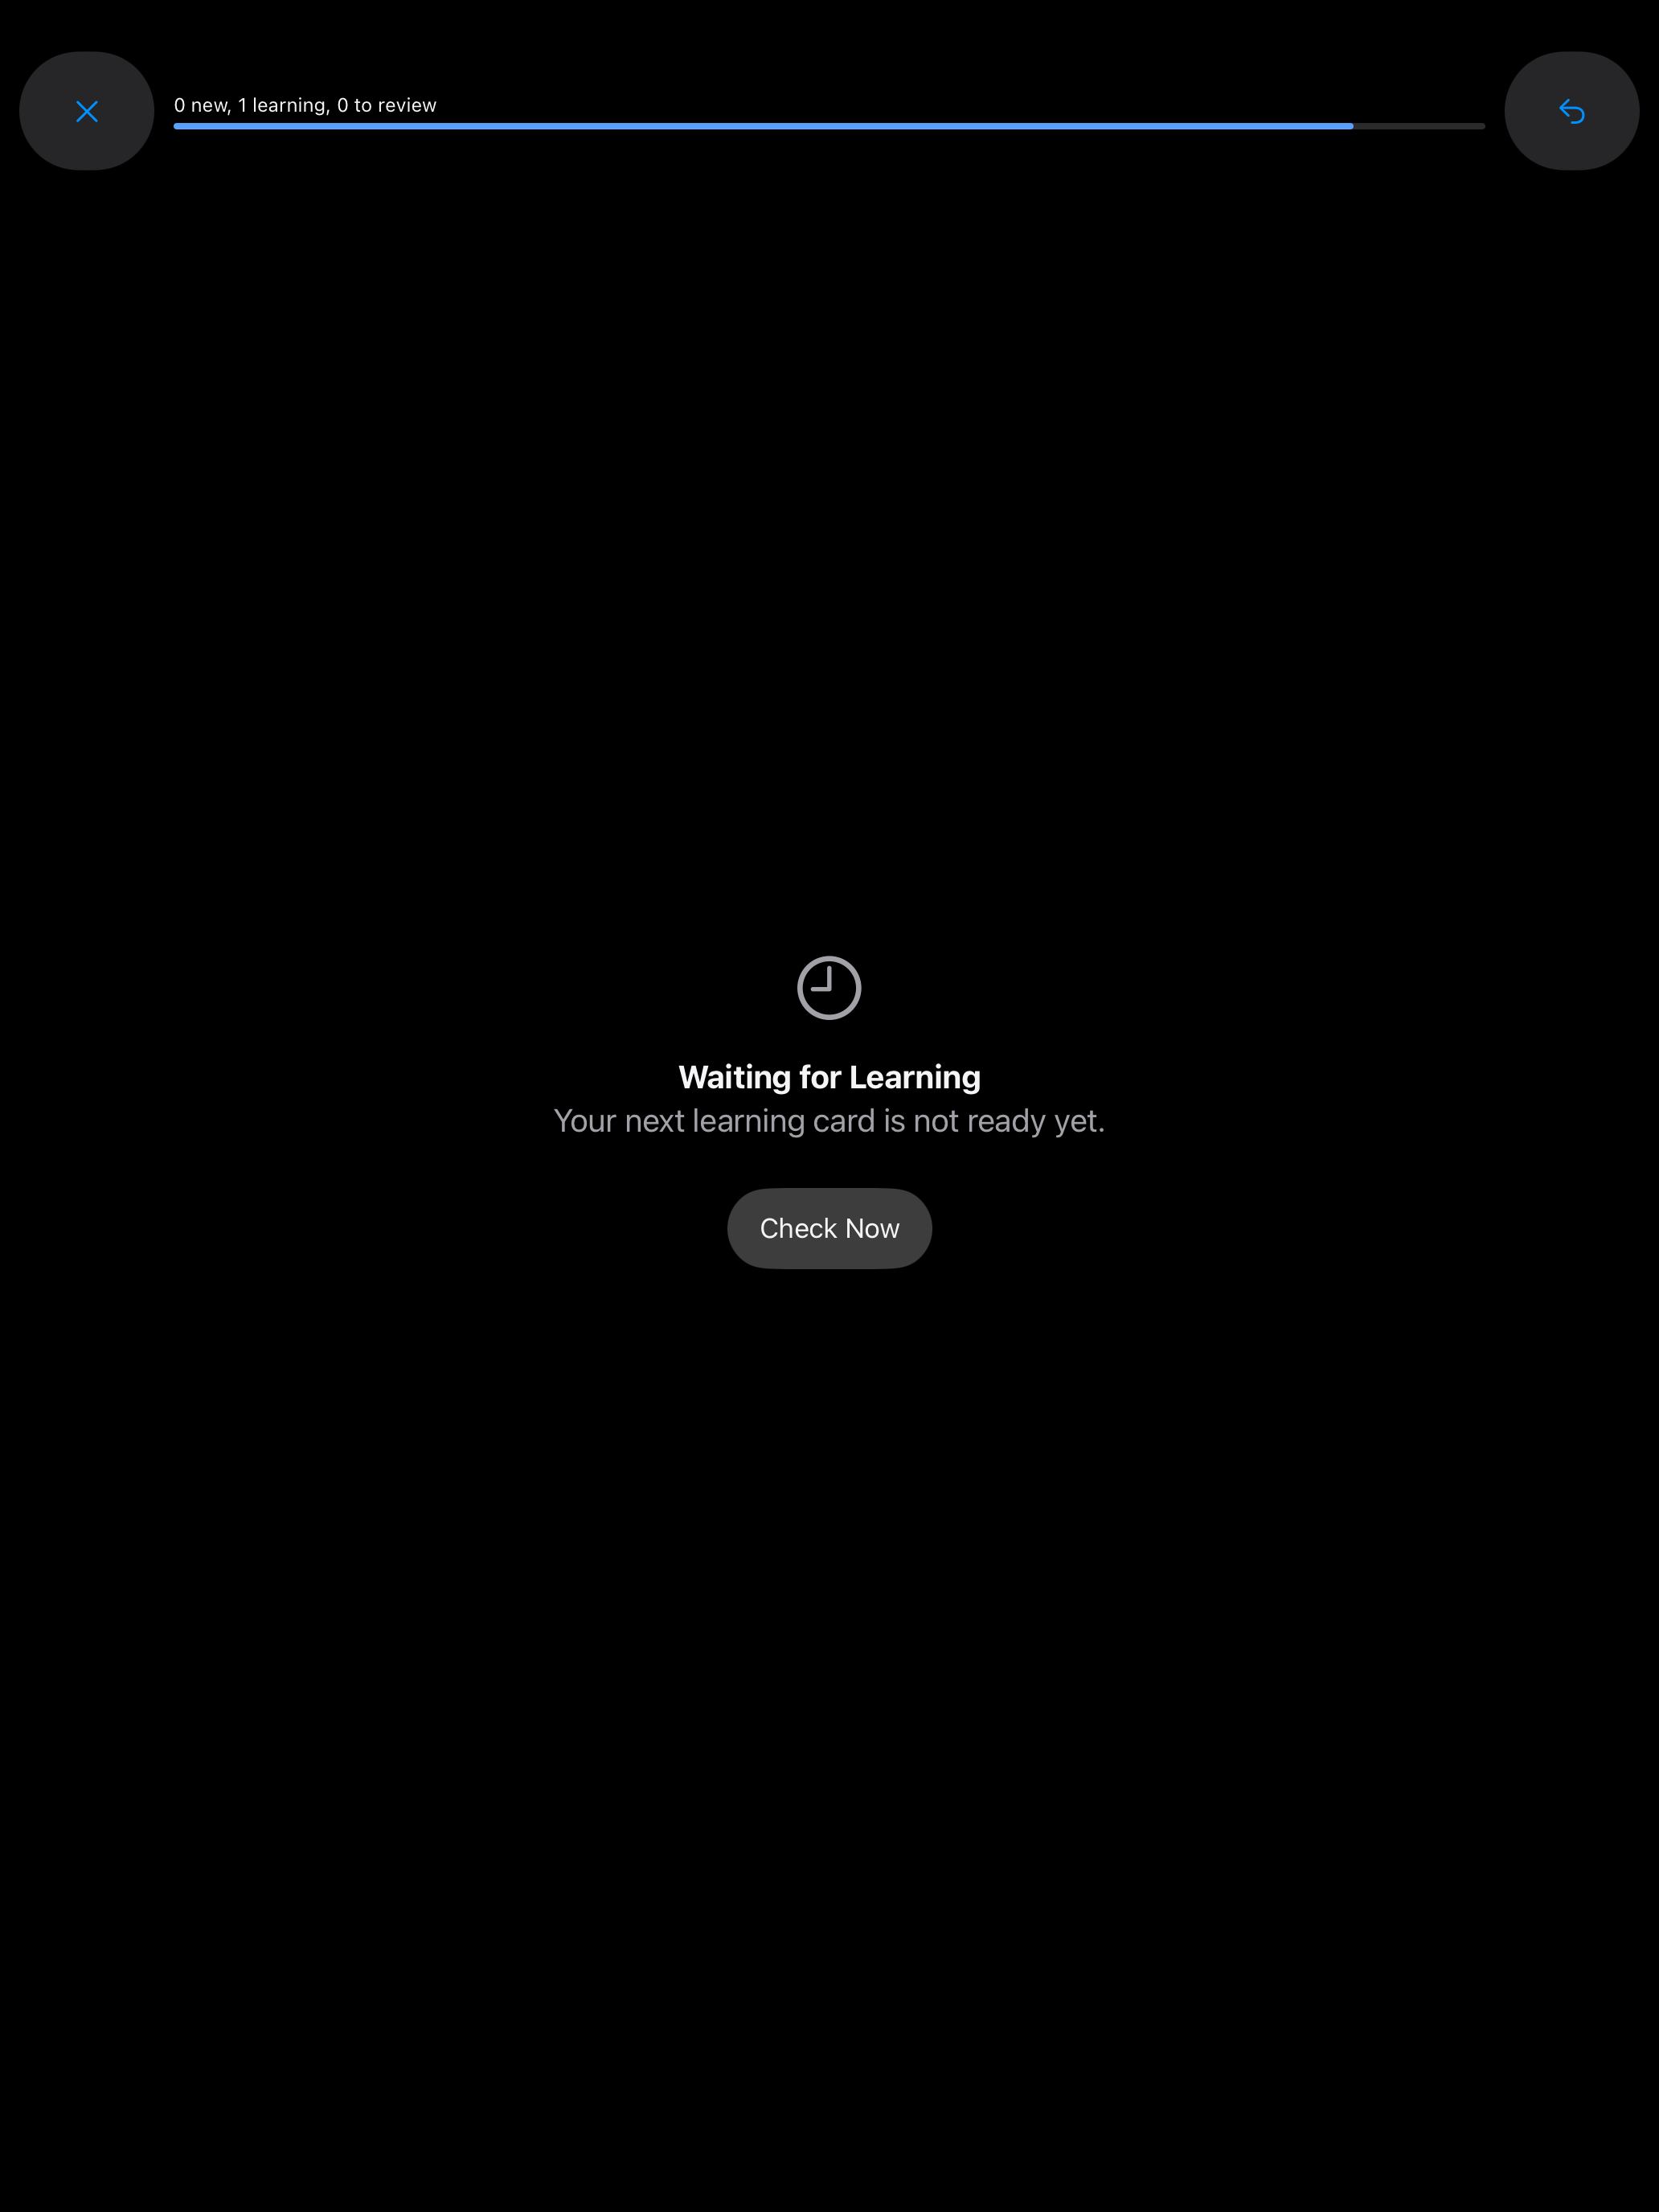 0 new, 1 learning, 0 to review
Waiting for Learning
Your next learning card is not ready yet.
Check Now